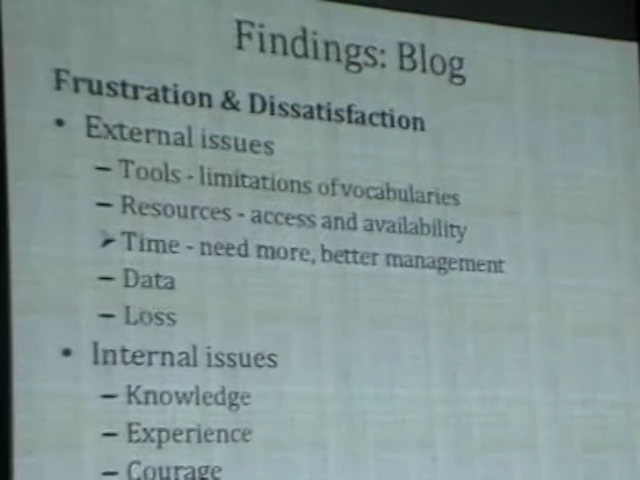 Findings: Blog
Frustration & Dissatisfaction
• External issues
– Tools - limitations of vocabularies
– Resources - access and availability
➢ Time - need more, better management
– Data
– Loss
• Internal issues
– Knowledge
– Experience
– Courage